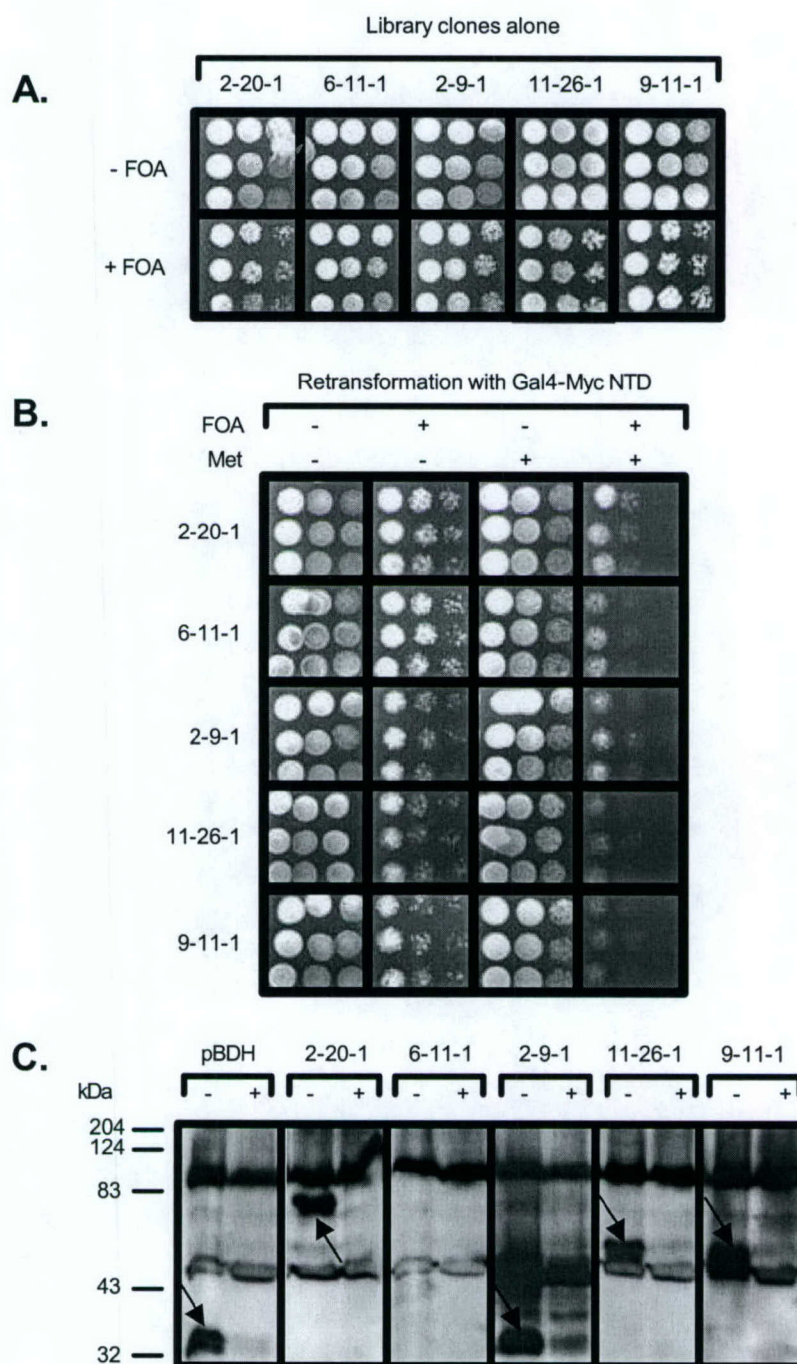 Library clones alone
A.
2-20-1 6-11-1 2-9-1 11-26-1 9-11-1
- FOA
+ FOA
Retransformation with Gal4-Myc NTD
B.
FOA - + - +
Met - - + +
2-20-1
6-11-1
2-9-1
11-26-1
9-11-1
C.
pBDH 2-20-1 6-11-1 2-9-1 11-26-1 9-11-1
kDa - + - + - + - + - + - +
204
124
83
43
32